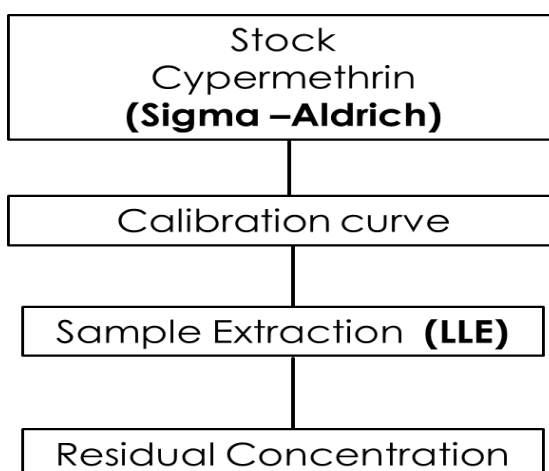 Stock
Cypermethrin
(Sigma –Aldrich)
Calibration curve
Sample Extraction (LLE)
Residual Concentration